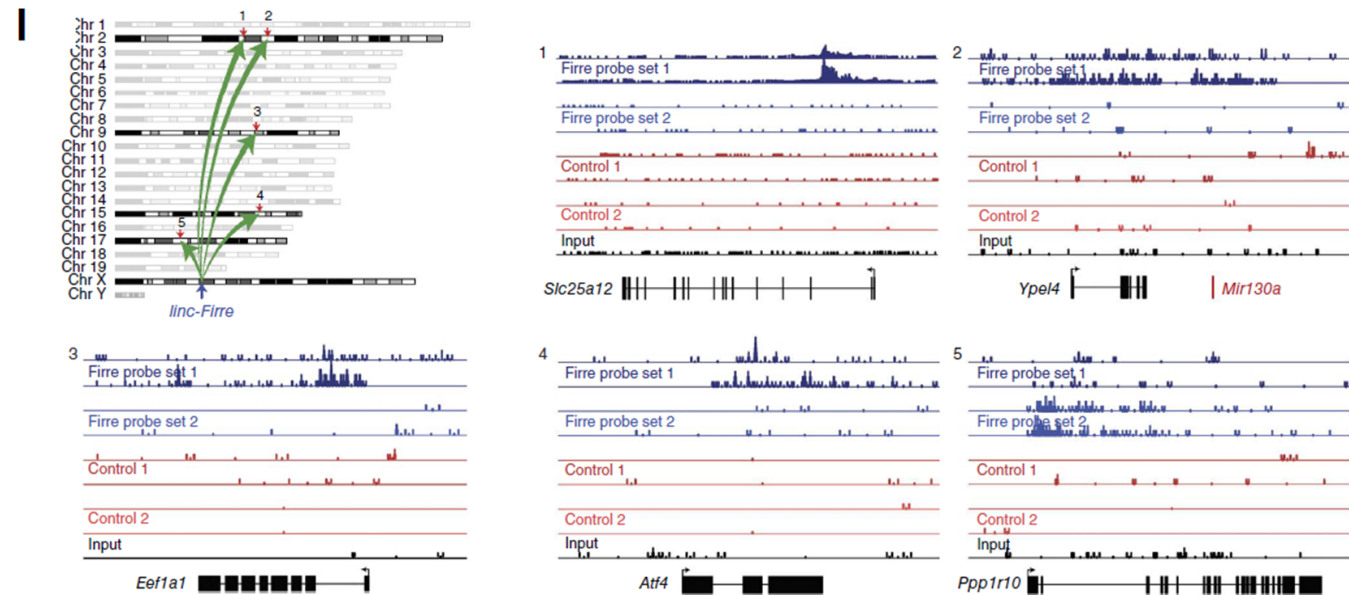 I
Chr 1
Chr 2
Chr 3
Chr 4
Chr 5
Chr 6
Chr 7
Chr 8
Chr 9
Chr 10
Chr 11
Chr 12
Chr 13
Chr 14
Chr 15
Chr 16
Chr 17
Chr 18
Chr 19
Chr X
Chr Y
1 2
3
4
5
linc-Firre
1
Firre probe set 1
Firre probe set 2
Control 1
Control 2
Input
Slc25a12
2
Firre probe set 1
Firre probe set 2
Control 1
Control 2
Input
Ypel4
Mir130a
3
Firre probe set 1
Firre probe set 2
Control 1
Control 2
Input
Eef1a1
4
Firre probe set 1
Firre probe set 2
Control 1
Control 2
Input
Atf4
5
Firre probe set 1
Firre probe set 2
Control 1
Control 2
Input
Ppp1r10